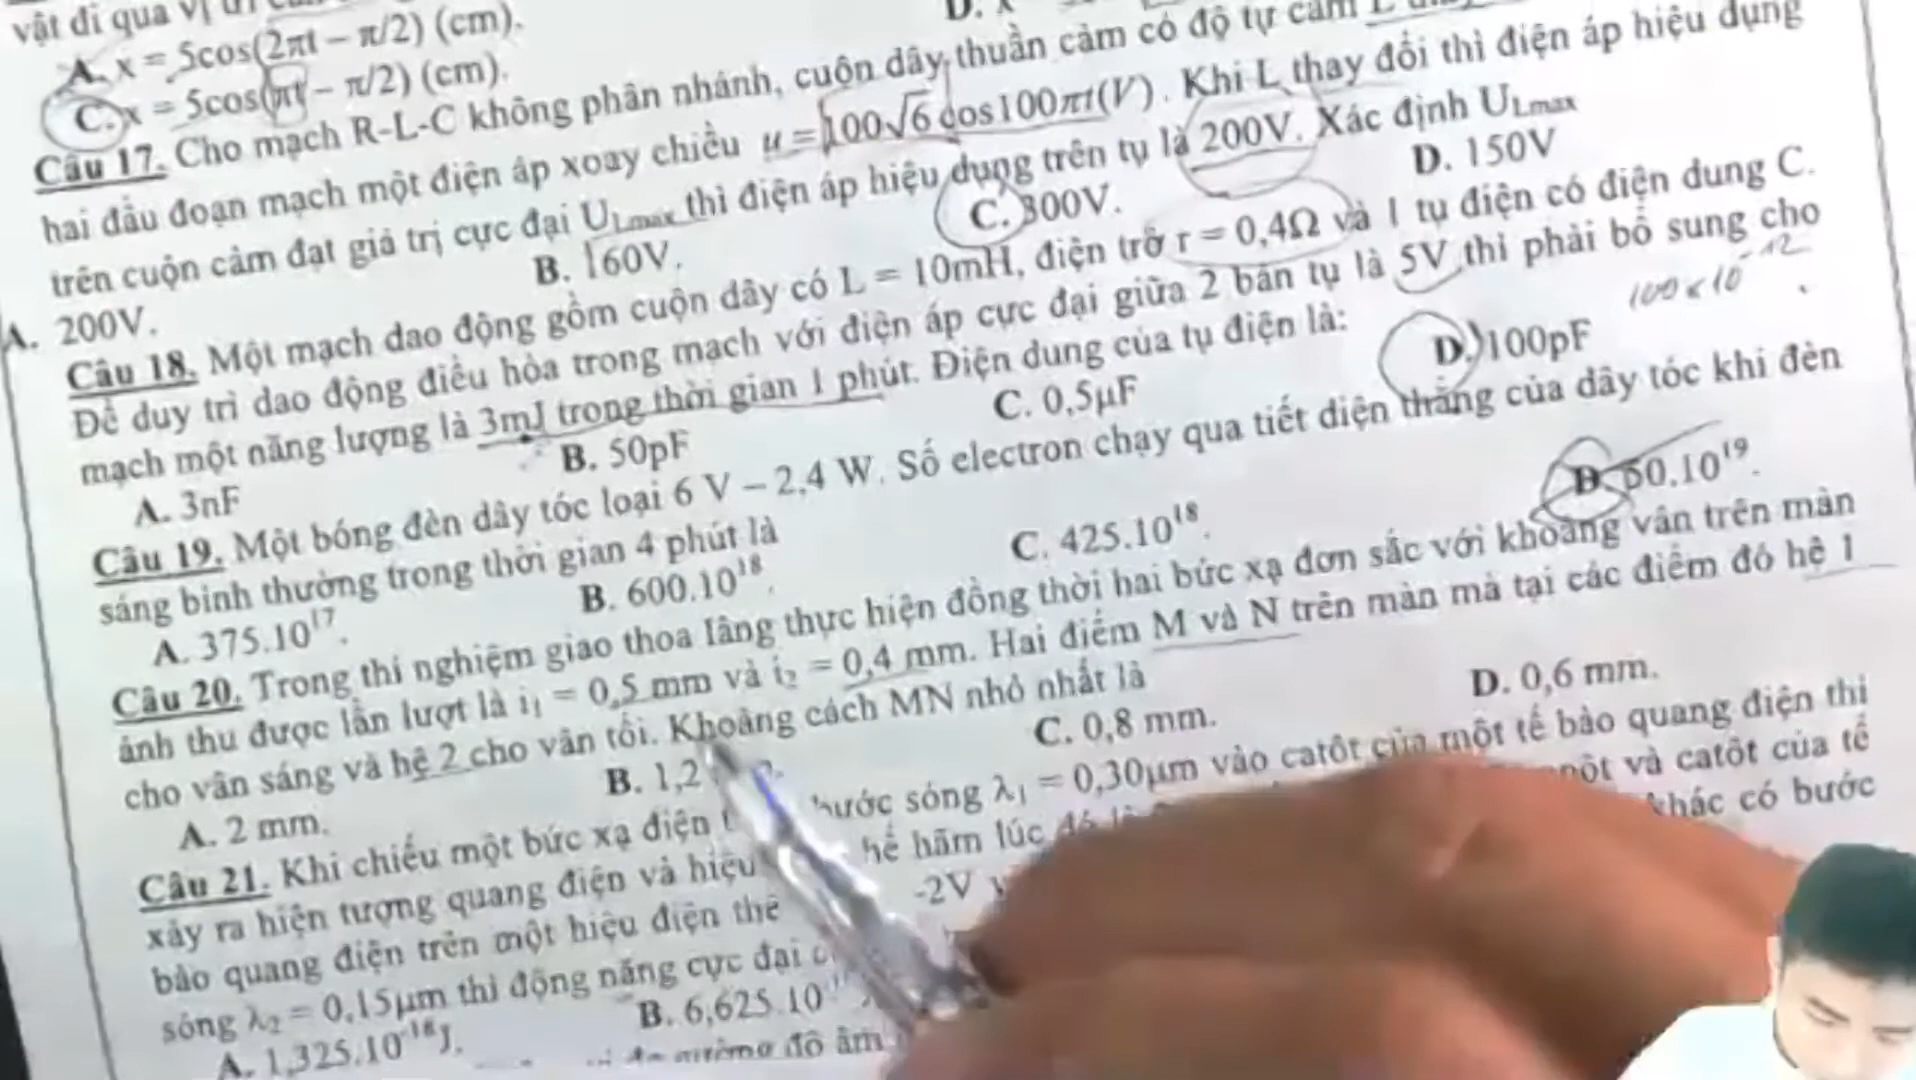 vật đi qua vị trí
D. x
A. x = 5cos(2πt – π/2) (cm).
C. x = 5cos(πt – π/2) (cm).
Câu 17. Cho mạch R-L-C không phân nhánh, cuộn dây thuần cảm có độ tự cảm L
hai đầu đoạn mạch một điện áp xoay chiều u = 100√6 cos100πt(V). Khi L thay đổi thì điện áp hiệu dụng
trên cuộn cảm đạt giá trị cực đại ULmax thì điện áp hiệu dụng trên tụ là 200V. Xác định ULmax
A. 200V. B. 160V. C. 300V. D. 150V
Câu 18. Một mạch dao động gồm cuộn dây có L = 10mH, điện trở r = 0,4Ω và 1 tụ điện có điện dung C.
Để duy trì dao động điều hòa trong mạch với điện áp cực đại giữa 2 bản tụ là 5V thì phải bổ sung cho
mạch một năng lượng là 3mJ trong thời gian 1 phút. Điện dung của tụ điện là:
100 x 10⁻¹²
A. 3nF B. 50pF C. 0,5μF D. 100pF
Câu 19. Một bóng đèn dây tóc loại 6 V – 2,4 W. Số electron chạy qua tiết diện thẳng của dây tóc khi đèn
sáng bình thường trong thời gian 4 phút là
A. 375.10¹⁷. B. 600.10¹⁸. C. 425.10¹⁸. D. 60.10¹⁹.
Câu 20. Trong thí nghiệm giao thoa Iâng thực hiện đồng thời hai bức xạ đơn sắc với khoảng vân trên màn
ảnh thu được lần lượt là i₁ = 0,5 mm và i₂ = 0,4 mm. Hai điểm M và N trên màn mà tại các điểm đó hệ 1
cho vân sáng và hệ 2 cho vân tối. Khoảng cách MN nhỏ nhất là
A. 2 mm. B. 1,2 C. 0,8 mm. D. 0,6 mm.
Câu 21. Khi chiếu một bức xạ điện bước sóng λ₁ = 0,30μm vào catôt của một tế bào quang điện thì
xảy ra hiện tượng quang điện và hiệu thế hãm lúc đó là anôt và catôt của tế
bào quang điện trên một hiệu điện thế -2V khác có bước
sóng λ₂ = 0,15μm thì động năng cực đại
A. 1,325.10⁻¹⁸J. B. 6,625.10
độ âm